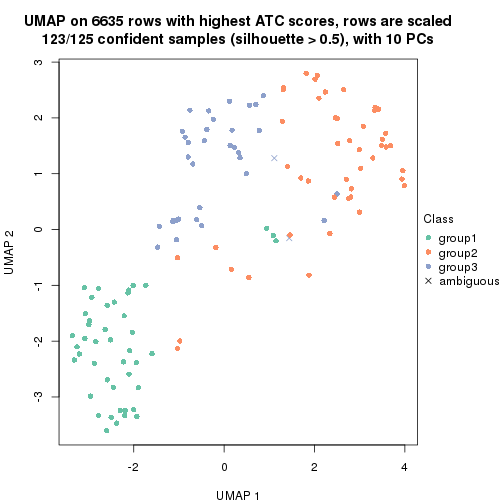 UMAP on 6635 rows with highest ATC scores, rows are scaled
123/125 confident samples (silhouette > 0.5), with 10 PCs
3
2
1
0
-1
-2
-3
UMAP 2
-2
0
2
4
UMAP 1
Class
group1
group2
group3
ambiguous